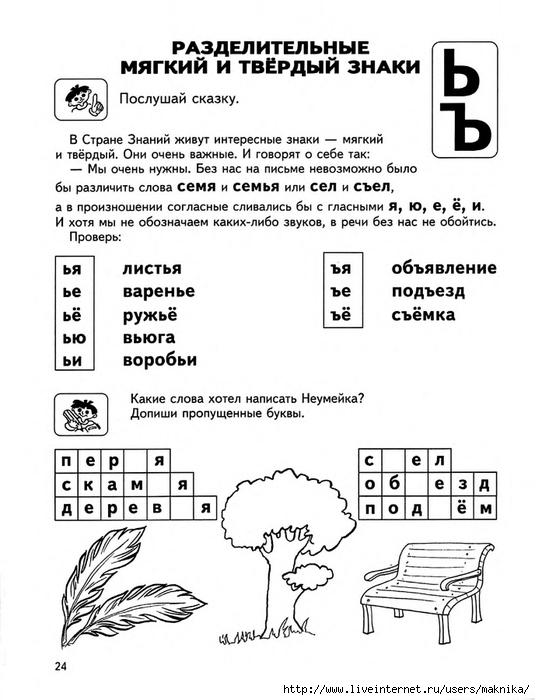 РАЗДЕЛИТЕЛЬНЫЕ
МЯГКИЙ И ТВЁРДЫЙ ЗНАКИ
Ь
Ъ
Послушай сказку.
В Стране Знаний живут интересные знаки — мягкий
и твёрдый. Они очень важные. И говорят о себе так:
— Мы очень нужны. Без нас на письме невозможно было
бы различить слова семя и семья или сел и съел,
а в произношении согласные сливались бы с гласными я, ю, е, ё, и.
И хотя мы не обозначаем каких-либо звуков, в речи без нас не обойтись.
Проверь:
ья листья
ье варенье
ьё ружьё
ью вьюга
ьи воробьи
ъя объявление
ъе подъезд
ъё съёмка
Какие слова хотел написать Неумейка?
Допиши пропущенные буквы.
пер я
скам я
дерев я
с ел
об езд
под ём
24
http://www.liveinternet.ru/users/maknika/